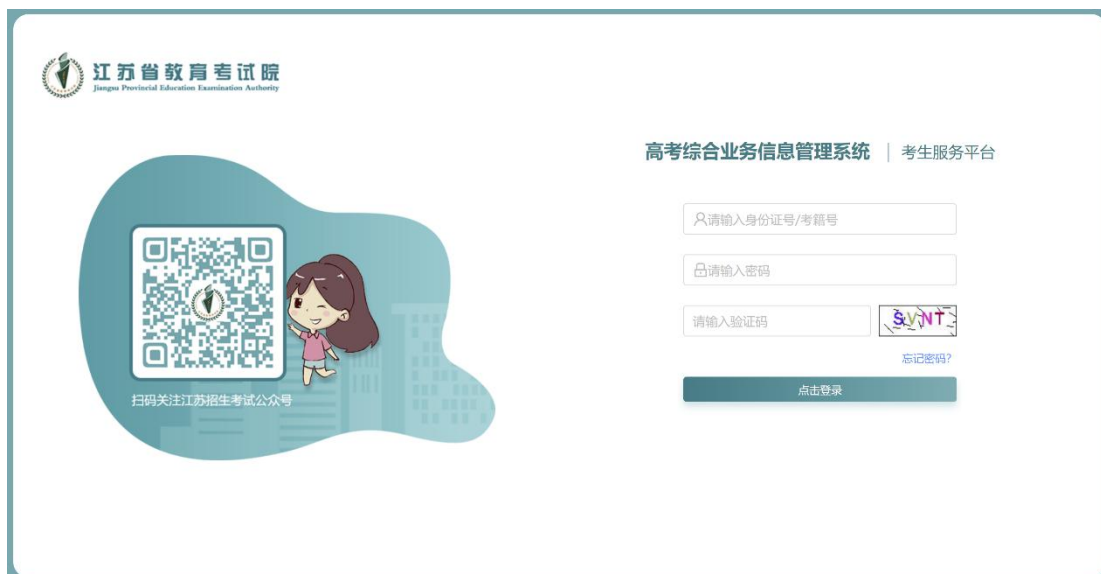 江苏省教育考试院
Jiangsu Provincial Education Examination Authority
高考综合业务信息管理系统 | 考生服务平台
请输入身份证号/考籍号
请输入密码
请输入验证码
SVNT
忘记密码?
点击登录
扫码关注江苏招生考试公众号